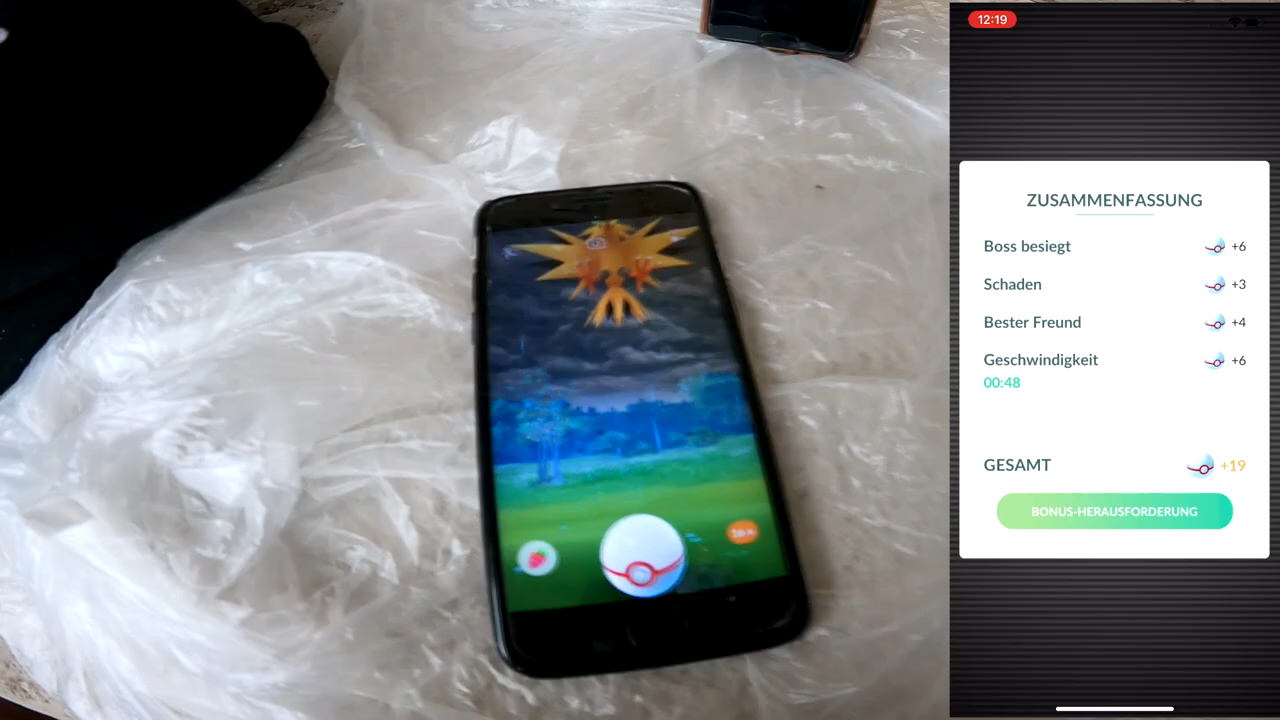 12:19
ZUSAMMENFASSUNG
Boss besiegt +6
Schaden +3
Bester Freund +4
Geschwindigkeit +6
00:48
GESAMT +19
BONUS-HERAUSFORDERUNG